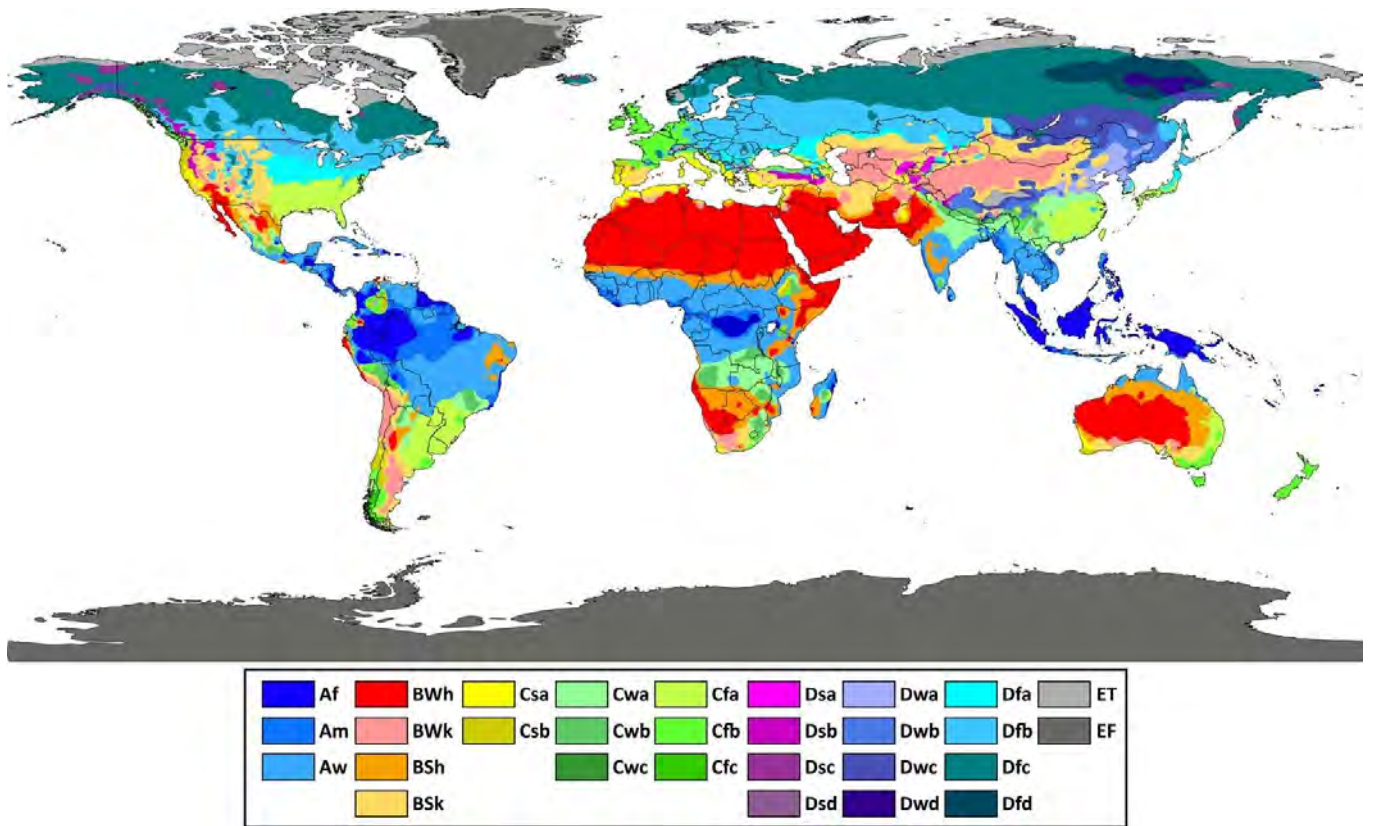 Af BWh Csa Cwa Cfa Dsa Dwa Dfa ET
Am BWk Csb Cwb Cfb Dsb Dwb Dfb EF
Aw BSh Cwc Cfc Dsc Dwc Dfc
BSk Dsd Dwd Dfd